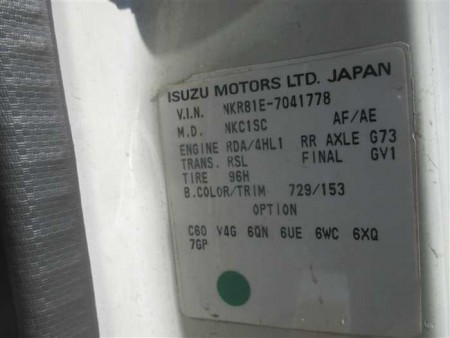 ISUZU MOTORS LTD. JAPAN
V.I.N. NKR81E-7041778
M.D. NKC1SC AF/AE
ENGINE RDA/4HL1 RR AXLE G73
TRANS. RSL FINAL GV1
TIRE 96H
B.COLOR/TRIM 729/153
OPTION
C60 V4G 6QN 6UE 6WC 6XQ
7GP